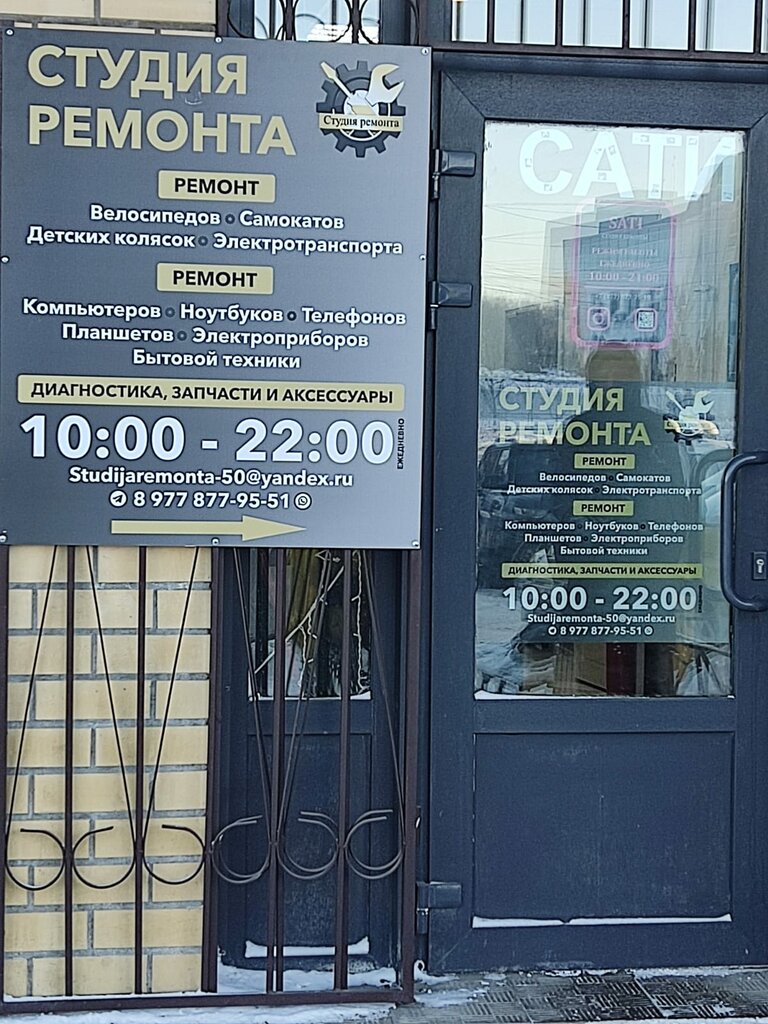 СТУДИЯ
РЕМОНТА
Студия ремонта
РЕМОНТ
Велосипедов • Самокатов
Детских колясок • Электротранспорта
РЕМОНТ
Компьютеров • Ноутбуков • Телефонов
Планшетов • Электроприборов
Бытовой техники
ДИАГНОСТИКА, ЗАПЧАСТИ И АКСЕССУАРЫ
10:00 - 22:00
ЕЖЕДНЕВНО
Studijaremonta-50@yandex.ru
8 977 877-95-51
САТИ
SATI
ЕЖЕДНЕВНО
10:00 - 21:00
СТУДИЯ
РЕМОНТА
РЕМОНТ
Велосипедов • Самокатов
Детских колясок • Электротранспорта
РЕМОНТ
Компьютеров • Ноутбуков • Телефонов
Планшетов • Электроприборов
Бытовой техники
ДИАГНОСТИКА, ЗАПЧАСТИ И АКСЕССУАРЫ
10:00 - 22:00
Studijaremonta-50@yandex.ru
8 977 877-95-51